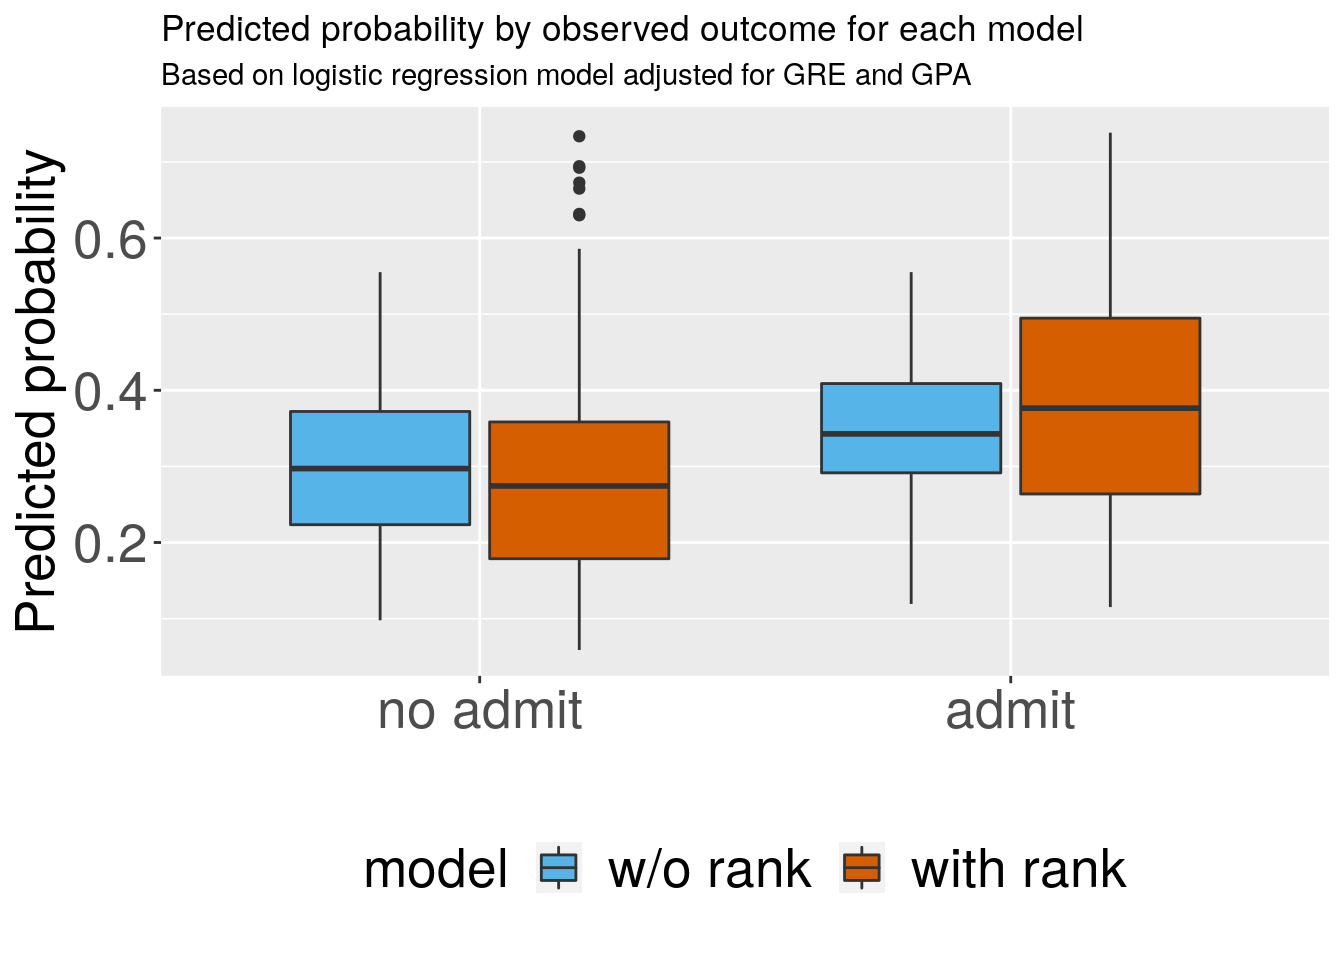 Predicted probability by observed outcome for each model
Based on logistic regression model adjusted for GRE and GPA
Predicted probability
0.6
0.4
0.2
no admit admit
model w/o rank with rank